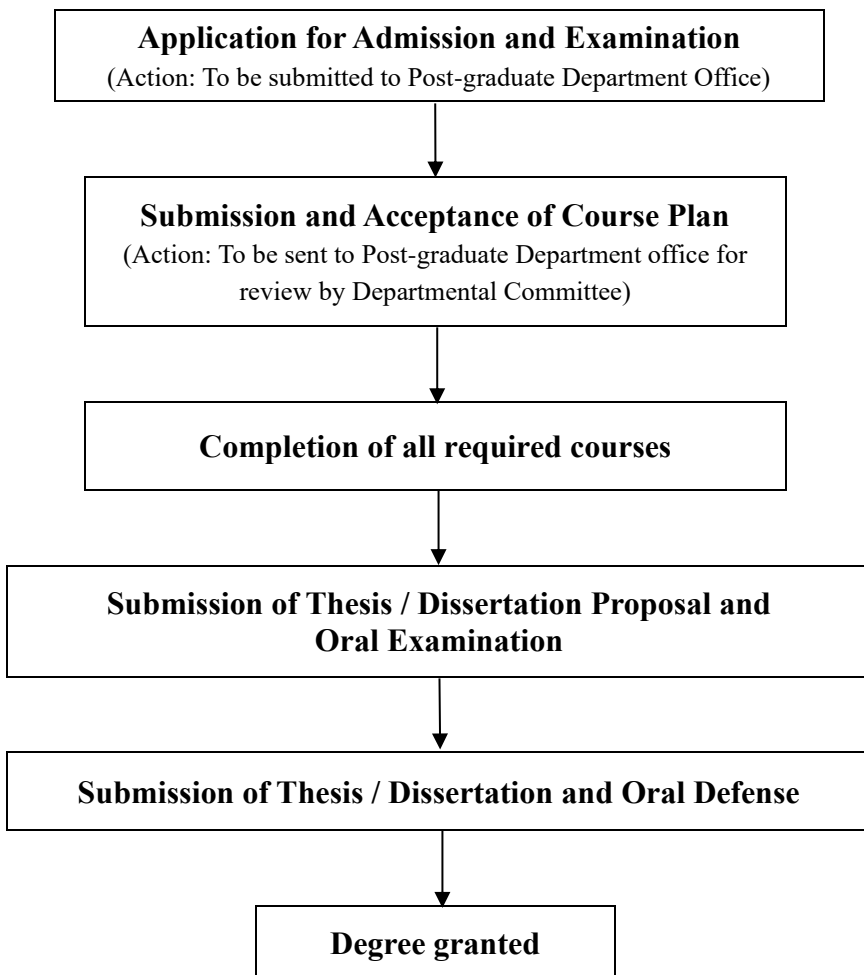 Application for Admission and Examination
(Action: To be submitted to Post-graduate Department Office)
Submission and Acceptance of Course Plan
(Action: To be sent to Post-graduate Department office for
review by Departmental Committee)
Completion of all required courses
Submission of Thesis / Dissertation Proposal and
Oral Examination
Submission of Thesis / Dissertation and Oral Defense
Degree granted